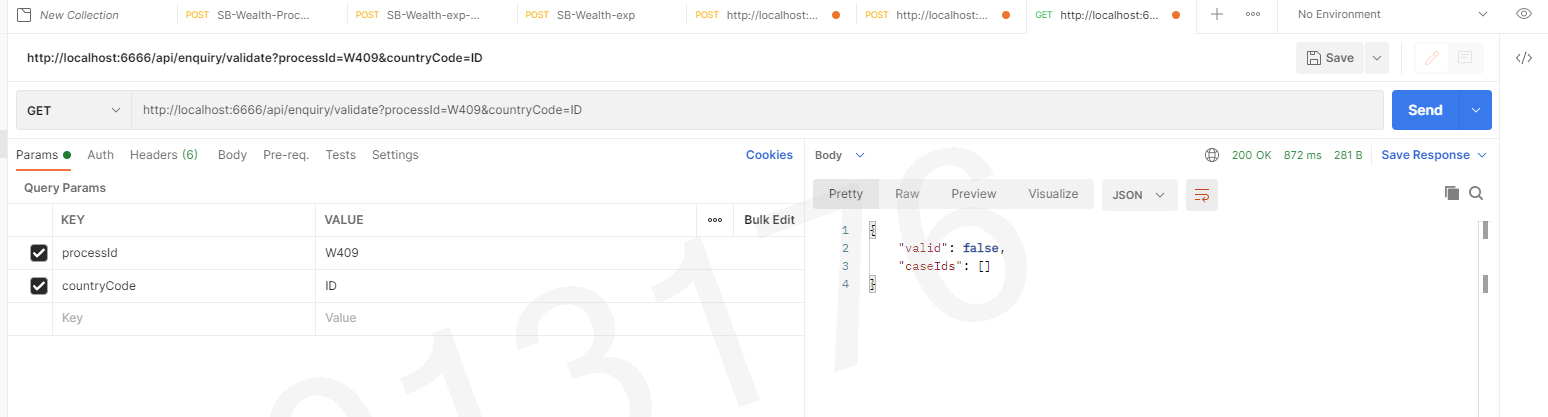 New Collection
POST SB-Wealth-Proc...
POST SB-Wealth-exp-...
POST SB-Wealth-exp
POST http://localhost:...
POST http://localhost:...
GET http://localhost:6...
No Environment
http://localhost:6666/api/enquiry/validate?processId=W409&countryCode=ID
Save
GET http://localhost:6666/api/enquiry/validate?processId=W409&countryCode=ID
Send
Params Auth Headers (6) Body Pre-req. Tests Settings Cookies
Query Params
KEY VALUE Bulk Edit
processId W409
countryCode ID
Key Value
Body 200 OK 872 ms 281 B Save Response
Pretty Raw Preview Visualize JSON
1 {
2 "valid": false,
3 "caseIds": []
4 }